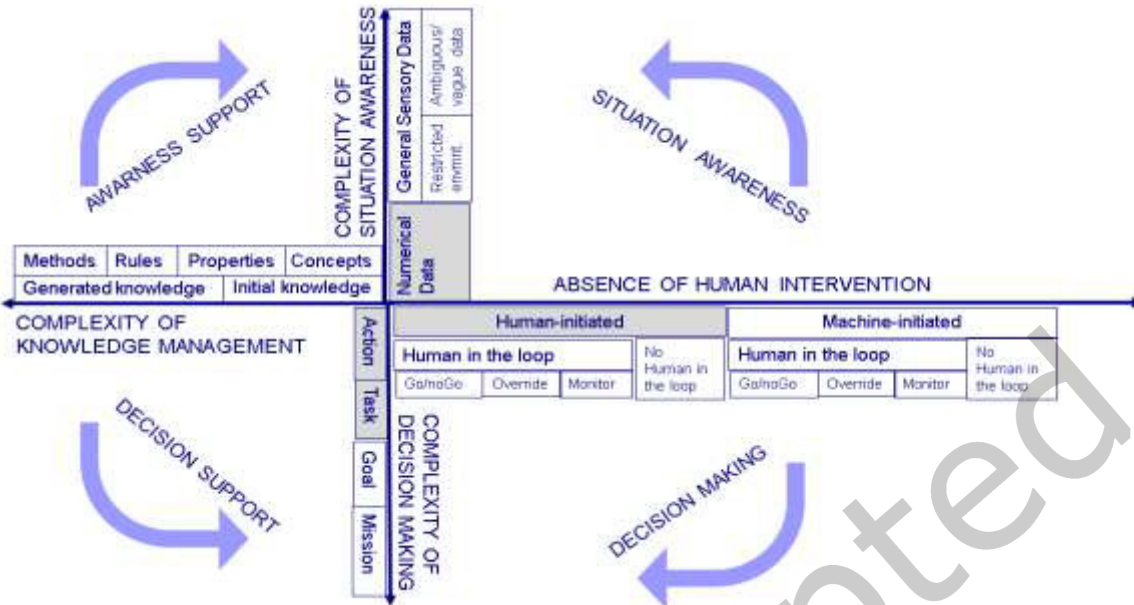 AWARNESS SUPPORT
COMPLEXITY OF
SITUATION AWARENESS
General Sensory Data
Ambiguous/
vague data
Restricted
envmnt.
Numerical
Data
SITUATION AWARENESS
Methods Rules Properties Concepts
Generated knowledge Initial knowledge
ABSENCE OF HUMAN INTERVENTION
COMPLEXITY OF
KNOWLEDGE MANAGEMENT
Action
Task
Goal
Mission
COMPLEXITY OF
DECISION MAKING
Human-initiated
Machine-initiated
Human in the loop
No
Human in
the loop
Human in the loop
No
Human in
the loop
Go/noGo Override Monitor
Go/noGo Override Monitor
DECISION SUPPORT
DECISION MAKING
pted